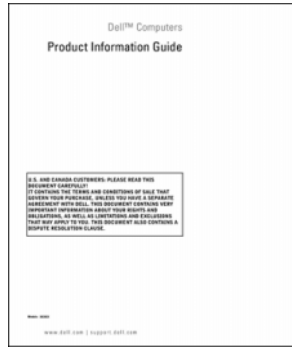 Dell™ Computers
Product Information Guide
U.S. AND CANADA CUSTOMERS: PLEASE READ THIS
DOCUMENT CAREFULLY!
IT CONTAINS THE TERMS AND CONDITIONS OF SALE THAT
GOVERN YOUR PURCHASE, UNLESS YOU HAVE A SEPARATE
AGREEMENT WITH DELL. THIS DOCUMENT CONTAINS VERY
IMPORTANT INFORMATION ABOUT YOUR RIGHTS AND
OBLIGATIONS, AS WELL AS LIMITATIONS AND EXCLUSIONS
THAT MAY APPLY TO YOU. THIS DOCUMENT ALSO CONTAINS A
DISPUTE RESOLUTION CLAUSE.
www.dell.com | support.dell.com